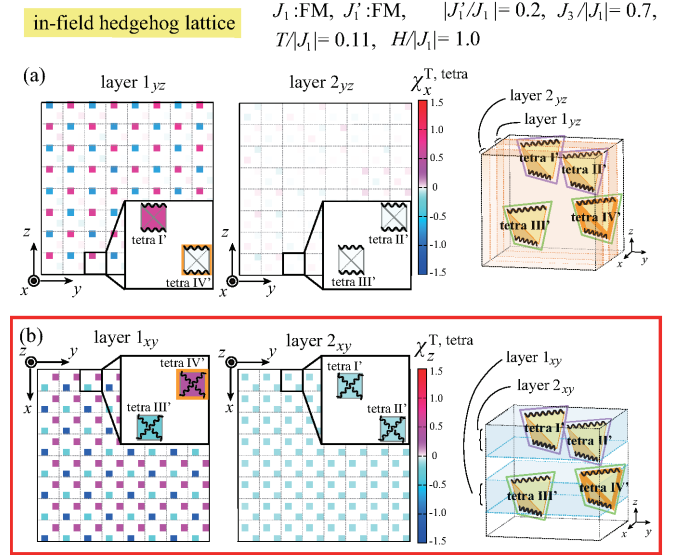 in-field hedgehog lattice
J₁:FM, J₁':FM, |J₁'/J₁|= 0.2, J₃/|J₁|= 0.7,
T/|J₁|= 0.11, H/|J₁|= 1.0
(a)
layer 1yz
layer 2yz
χₓᵀ, ᵗᵉᵗʳᵃ
1.5
1.0
0.5
0
-0.5
-1.0
-1.5
tetra I'
tetra IV'
tetra II'
tetra III'
z
x
y
z
x
y
layer 2yz
layer 1yz
tetra I'
tetra II'
tetra III'
tetra IV'
z
x
y
(b)
layer 1xy
layer 2xy
χzᵀ, ᵗᵉᵗʳᵃ
z
y
x
z
y
x
tetra IV'
tetra III'
tetra I'
tetra II'
1.5
1.0
0.5
0
-0.5
-1.0
-1.5
layer 1xy
layer 2xy
tetra I'
tetra II'
tetra III'
tetra IV'
z
x
y